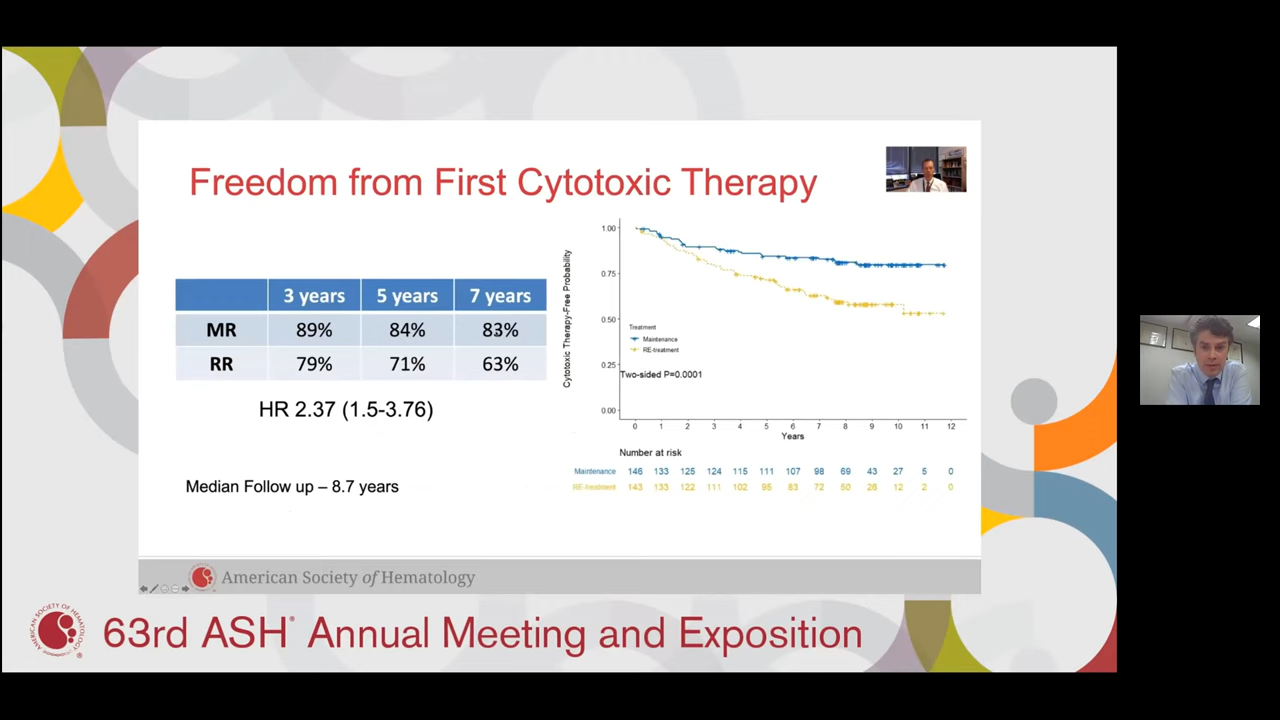 Freedom from First Cytotoxic Therapy
3 years 5 years 7 years
MR 89% 84% 83%
RR 79% 71% 63%
HR 2.37 (1.5-3.76)
Median Follow up – 8.7 years
Cytotoxic Therapy-Free Probability
1.00
0.75
0.50
0.25
0.00
Treatment
Maintenance
RE-treatment
Two-sided P=0.0001
0 1 2 3 4 5 6 7 8 9 10 11 12
Years
Number at risk
Maintenance 146 133 125 124 115 111 107 98 69 43 27 5 0
RE-treatment 143 133 122 111 102 95 83 72 50 26 12 2 0
American Society of Hematology
AMERICAN SOCIETY OF HEMATOLOGY
63rd ASH® Annual Meeting and Exposition